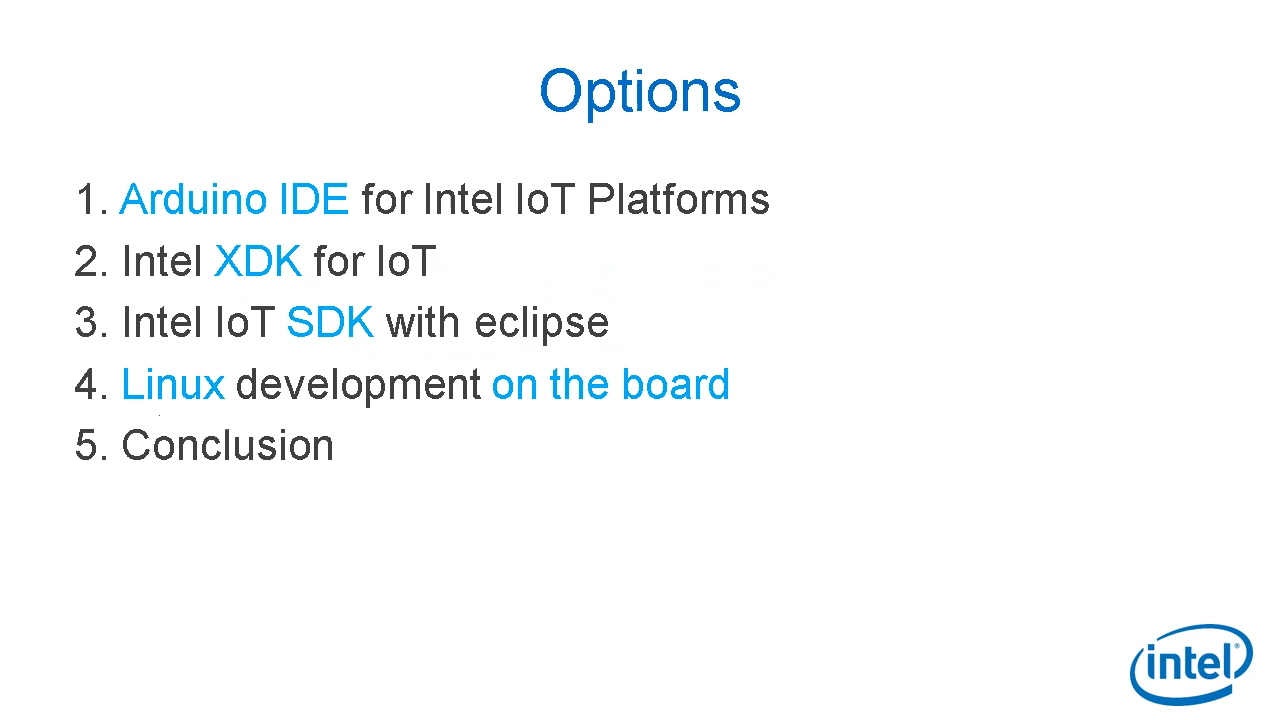 Options
1. Arduino IDE for Intel IoT Platforms
2. Intel XDK for IoT
3. Intel IoT SDK with eclipse
4. Linux development on the board
5. Conclusion
intel®